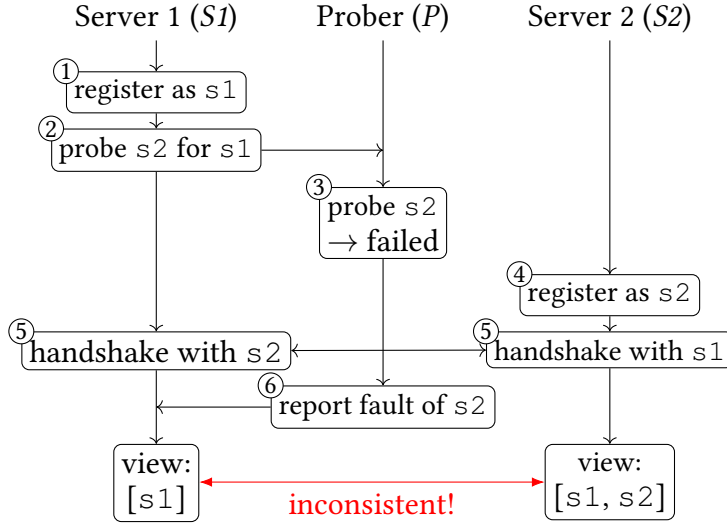 Server 1 (S1)
Prober (P)
Server 2 (S2)
1
register as s1
2
probe s2 for s1
3
probe s2
→ failed
4
register as s2
5
handshake with s2
5
handshake with s1
6
report fault of s2
view:
[s1]
inconsistent!
view:
[s1, s2]